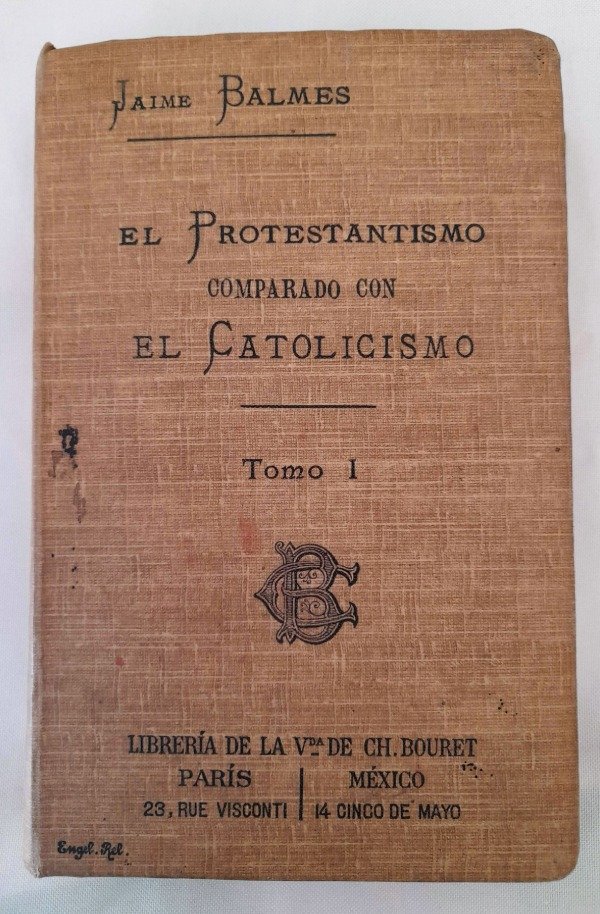 JAIME BALMES
EL PROTESTANTISMO
COMPARADO CON
EL CATOLICISMO
Tomo I
CB
LIBRERÍA DE LA Vᴰᴬ DE CH. BOURET
PARÍS | MÉXICO
23, RUE VISCONTI | 14 CINCO DE MAYO
Engel. Rel.